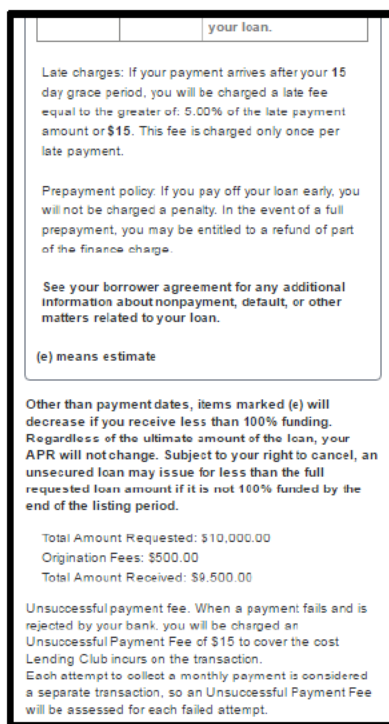 your loan.
Late charges: If your payment arrives after your 15
day grace period, you will be charged a late fee
equal to the greater of: 5.00% of the late payment
amount or $15. This fee is charged only once per
late payment.
Prepayment policy: If you pay off your loan early, you
will not be charged a penalty. In the event of a full
prepayment, you may be entitled to a refund of part
of the finance charge.
See your borrower agreement for any additional
information about nonpayment, default, or other
matters related to your loan.
(e) means estimate
Other than payment dates, items marked (e) will
decrease if you receive less than 100% funding.
Regardless of the ultimate amount of the loan, your
APR will not change. Subject to your right to cancel, an
unsecured loan may issue for less than the full
requested loan amount if it is not 100% funded by the
end of the listing period.
Total Amount Requested: $10,000.00
Origination Fees: $500.00
Total Amount Received: $9,500.00
Unsuccessful payment fee. When a payment fails and is
rejected by your bank, you will be charged an
Unsuccessful Payment Fee of $15 to cover the cost
Lending Club incurs on the transaction.
Each attempt to collect a monthly payment is considered
a separate transaction, so an Unsuccessful Payment Fee
will be assessed for each failed attempt.